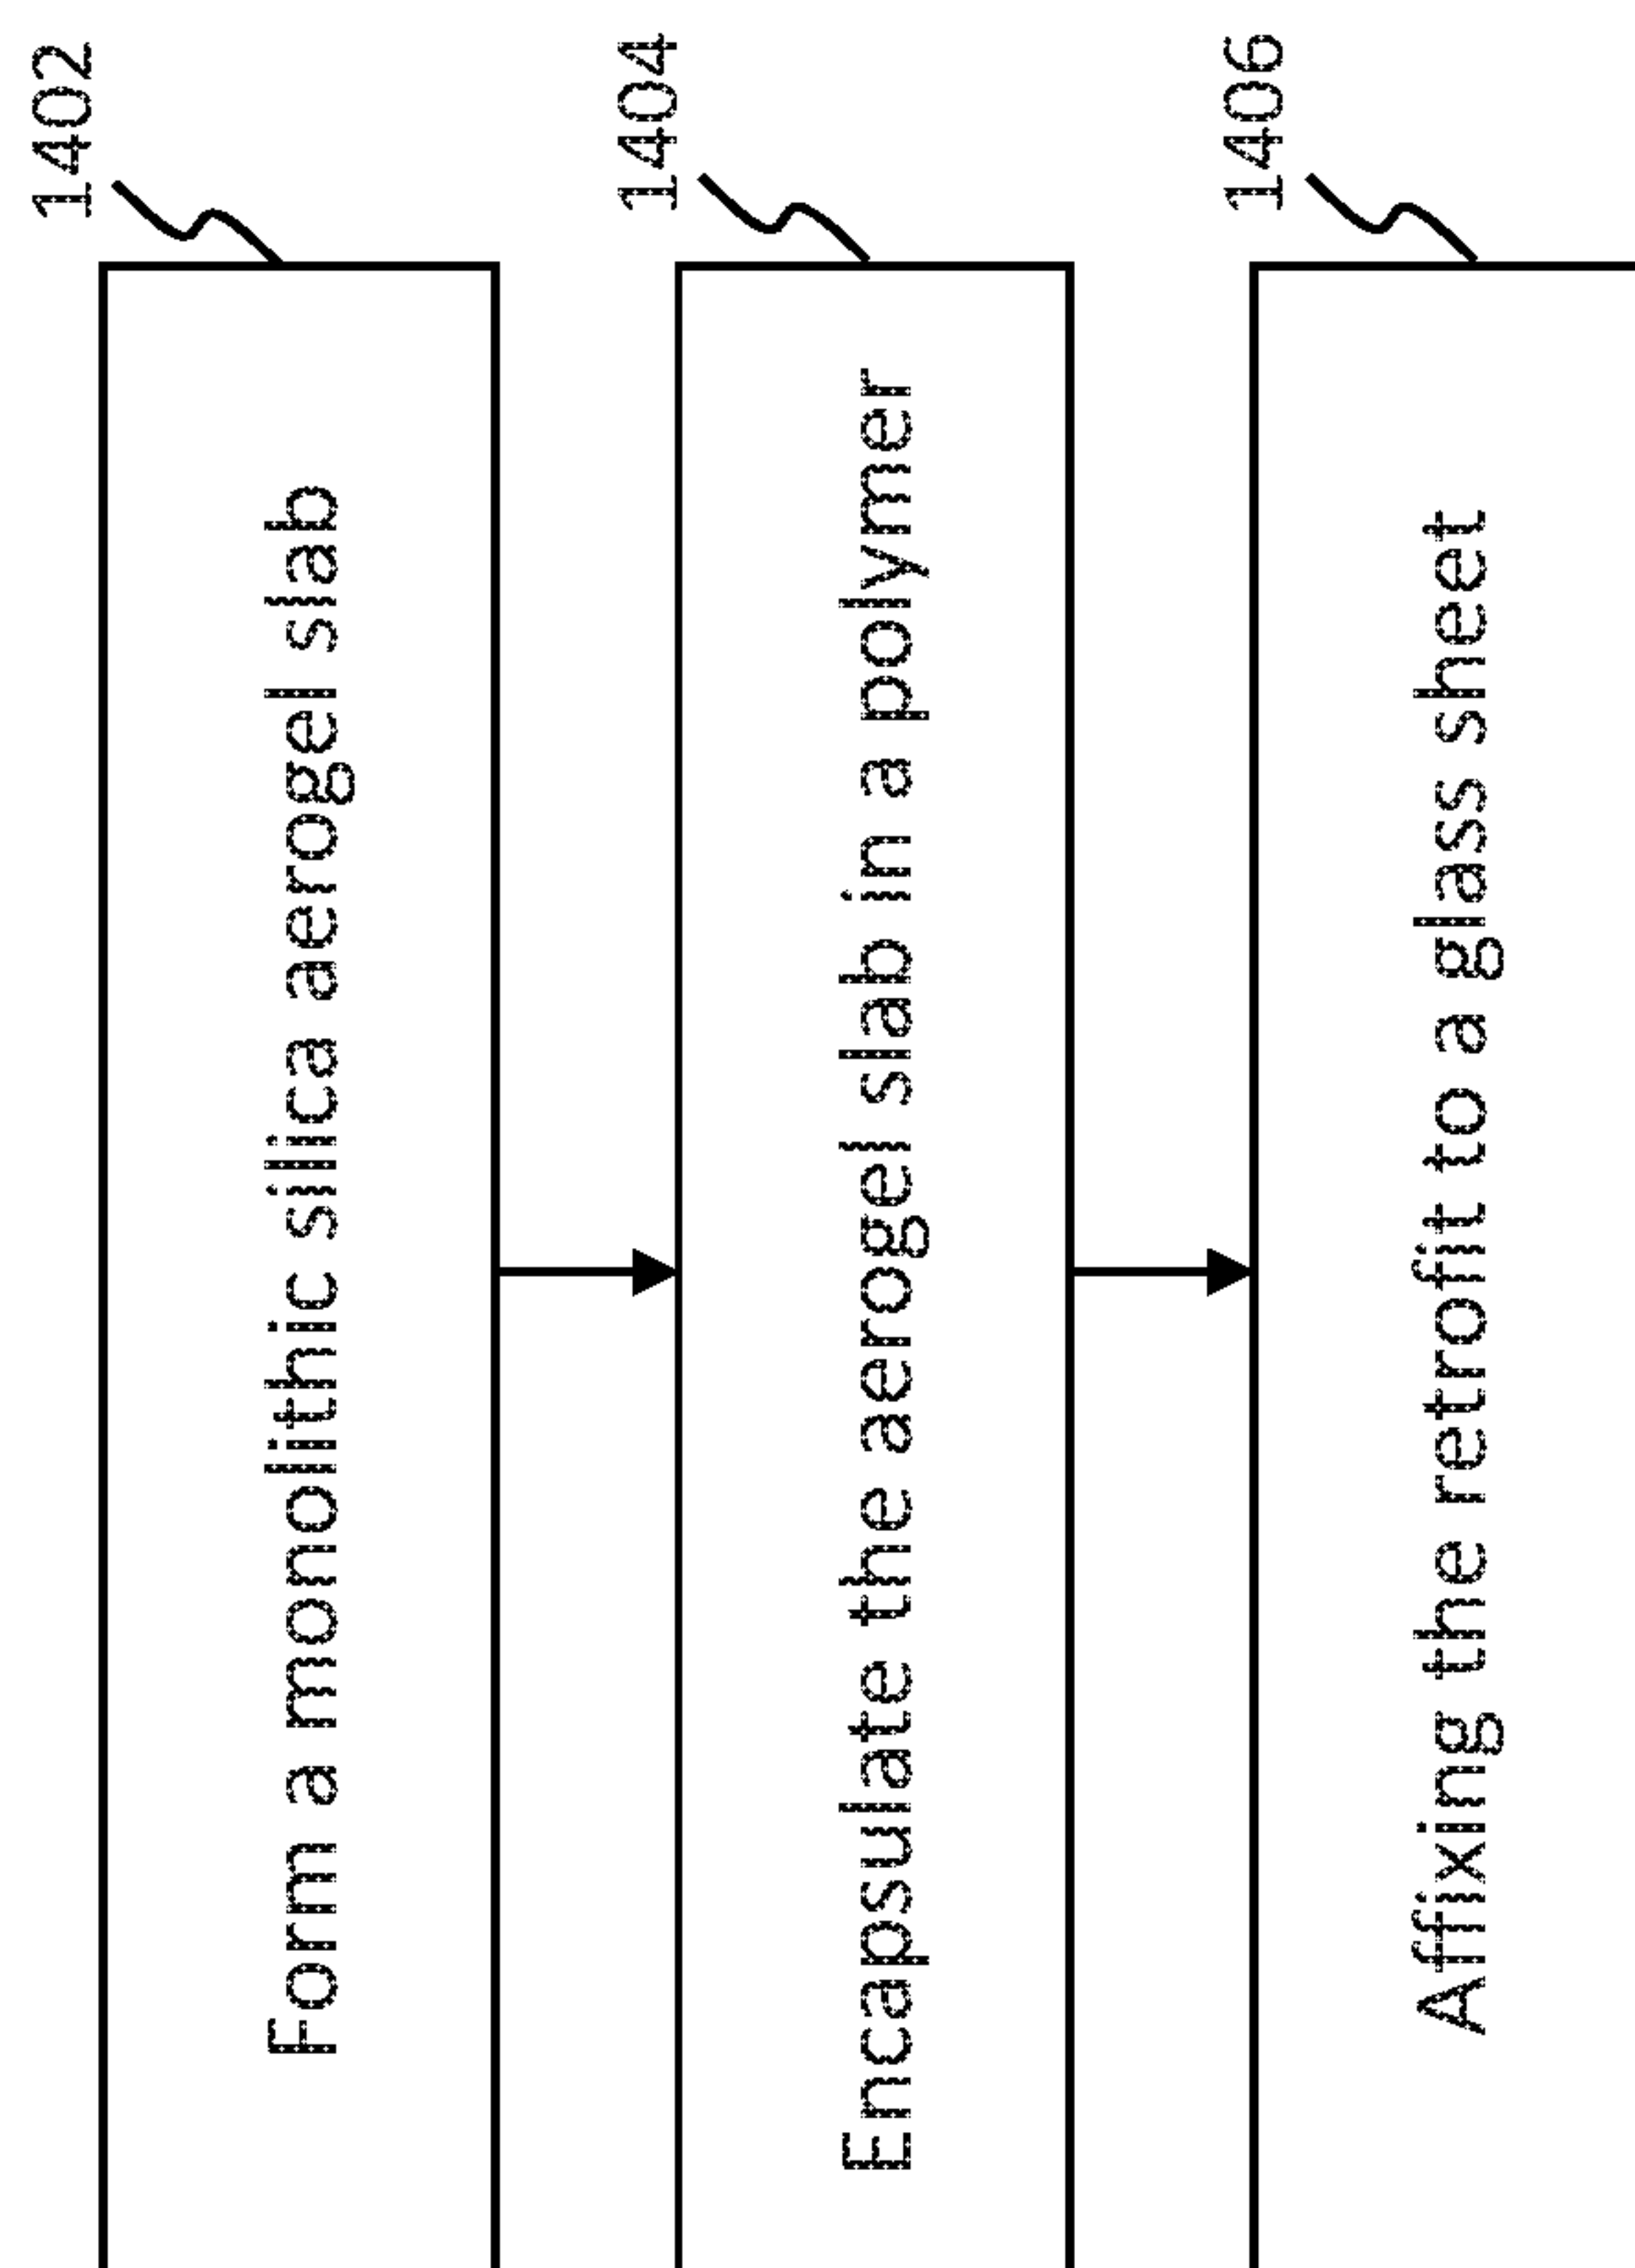 1402
Form a monolithic silica aerogel slab
1404
Encapsulate the aerogel slab in a polymer
1406
Affixing the retrofit to a glass sheet